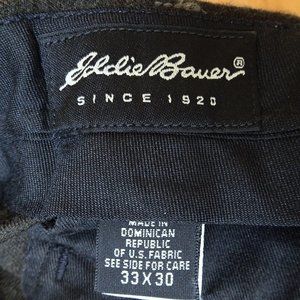 Eddie Bauer®
SINCE 1920
MADE IN
DOMINICAN
REPUBLIC
OF U.S. FABRIC
SEE SIDE FOR CARE
33 X 30